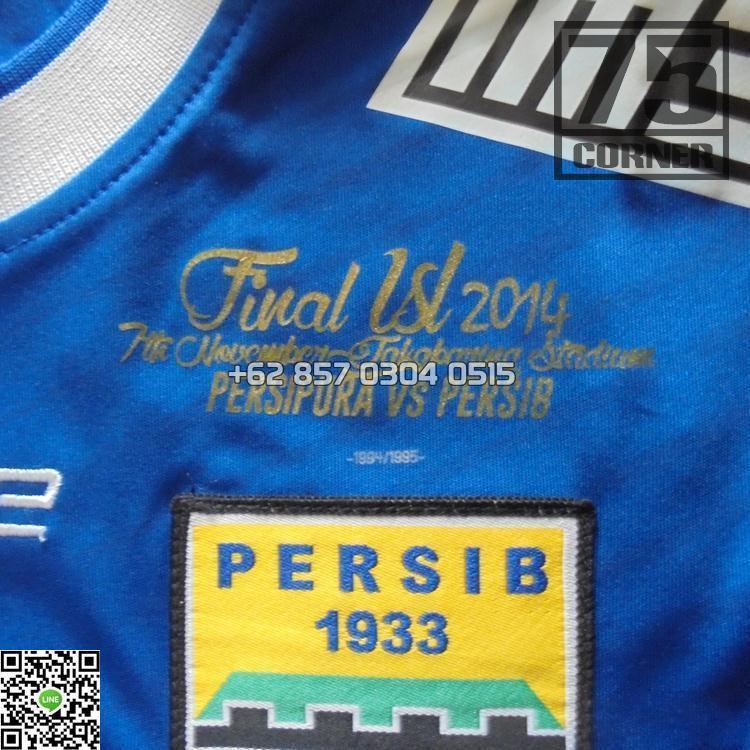 75
CORNER
Final ISL 2014
7th November - Jakabaring Stadium
+62 857 0304 0515
PERSIPURA VS PERSIB
-1994/1995-
PERSIB
1933
LINE